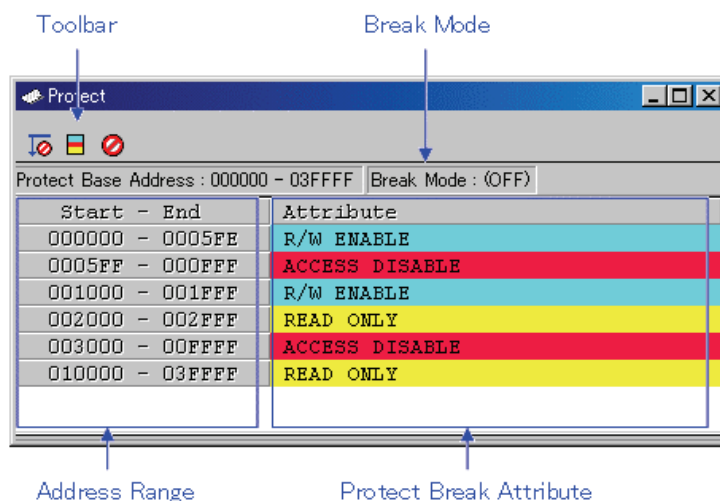 Toolbar Break Mode
Protect
Protect Base Address : 000000 - 03FFFF Break Mode : (OFF)
Start - End Attribute
000000 - 0005FE R/W ENABLE
0005FF - 000FFF ACCESS DISABLE
001000 - 001FFF R/W ENABLE
002000 - 002FFF READ ONLY
003000 - 00FFFF ACCESS DISABLE
010000 - 03FFFF READ ONLY
Address Range Protect Break Attribute